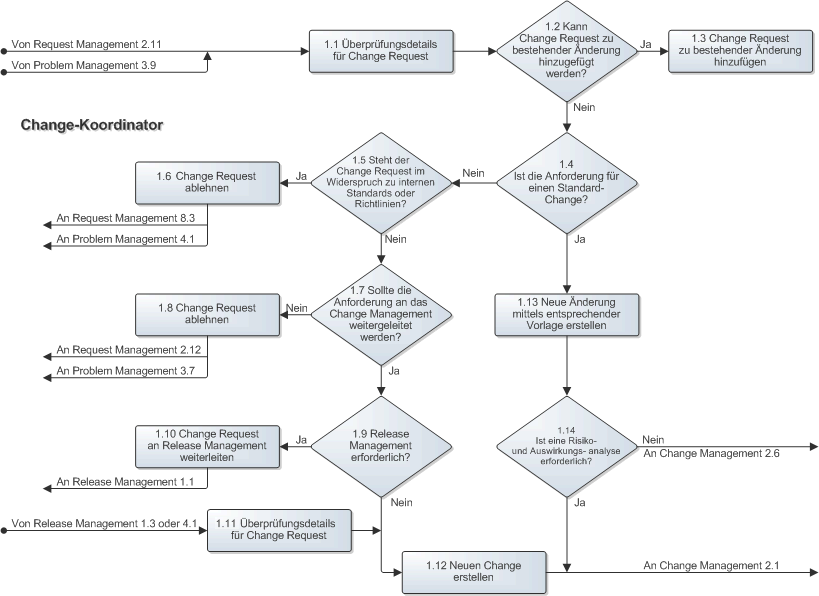 Von Request Management 2.11
Von Problem Management 3.9
1.1 Überprüfungsdetails
für Change Request
1.2 Kann
Change Request zu
bestehender Änderung
hinzugefügt
werden?
Ja
1.3 Change Request
zu bestehender Änderung
hinzufügen
Nein
Change-Koordinator
1.4
Ist die Anforderung für
einen Standard-
Change?
Nein
1.5 Steht der
Change Request im
Widerspruch zu internen
Standards oder
Richtlinien?
Ja
1.6 Change Request
ablehnen
An Request Management 8.3
An Problem Management 4.1
Nein
Ja
1.7 Sollte die
Anforderung an das
Change Management
weitergeleitet
werden?
Nein
1.8 Change Request
ablehnen
An Request Management 2.12
An Problem Management 3.7
1.13 Neue Änderung
mittels entsprechender
Vorlage erstellen
Ja
1.9 Release
Management
erforderlich?
Ja
1.10 Change Request
an Release Management
weiterleiten
An Release Management 1.1
1.14
Ist eine Risiko-
und Auswirkungs- analyse
erforderlich?
Nein
An Change Management 2.6
Nein
Ja
Von Release Management 1.3 oder 4.1
1.11 Überprüfungsdetails
für Change Request
1.12 Neuen Change
erstellen
An Change Management 2.1